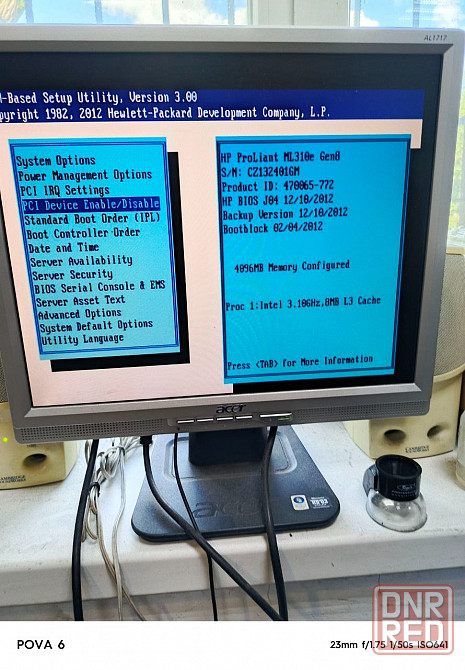 AL1717
M-Based Setup Utility, Version 3.00
pyright 1982, 2012 Hewlett-Packard Development Company, L.P.
System Options
Power Management Options
PCI IRQ Settings
PCI Device Enable/Disable
Standard Boot Order (IPL)
Boot Controller Order
Date and Time
Server Availability
Server Security
BIOS Serial Console & EMS
Server Asset Text
Advanced Options
System Default Options
Utility Language
HP ProLiant ML310e Gen8
S/N: CZ132401GM
Product ID: 470065-772
HP BIOS J04 12/10/2012
Backup Version 12/10/2012
Bootblock 02/04/2012
4096MB Memory Configured
Proc 1:Intel 3.10GHz,8MB L3 Cache
Press <TAB> for More Information
acer
acer
DNR
RED
POVA 6
23mm f/1.75 1/50s ISO641